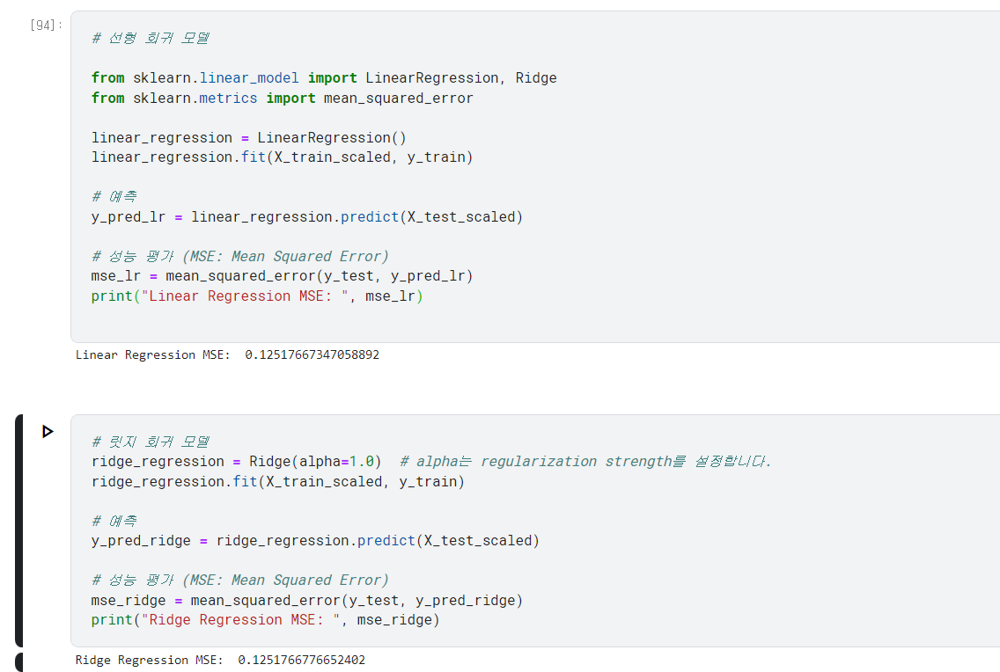 [94]:
# 선형 회귀 모델
from sklearn.linear_model import LinearRegression, Ridge
from sklearn.metrics import mean_squared_error
linear_regression = LinearRegression()
linear_regression.fit(X_train_scaled, y_train)
# 예측
y_pred_lr = linear_regression.predict(X_test_scaled)
# 성능 평가 (MSE: Mean Squared Error)
mse_lr = mean_squared_error(y_test, y_pred_lr)
print("Linear Regression MSE: ", mse_lr)
Linear Regression MSE:  0.12517667347058892
# 릿지 회귀 모델
ridge_regression = Ridge(alpha=1.0)  # alpha는 regularization strength를 설정합니다.
ridge_regression.fit(X_train_scaled, y_train)
# 예측
y_pred_ridge = ridge_regression.predict(X_test_scaled)
# 성능 평가 (MSE: Mean Squared Error)
mse_ridge = mean_squared_error(y_test, y_pred_ridge)
print("Ridge Regression MSE: ", mse_ridge)
Ridge Regression MSE:  0.1251766776652402